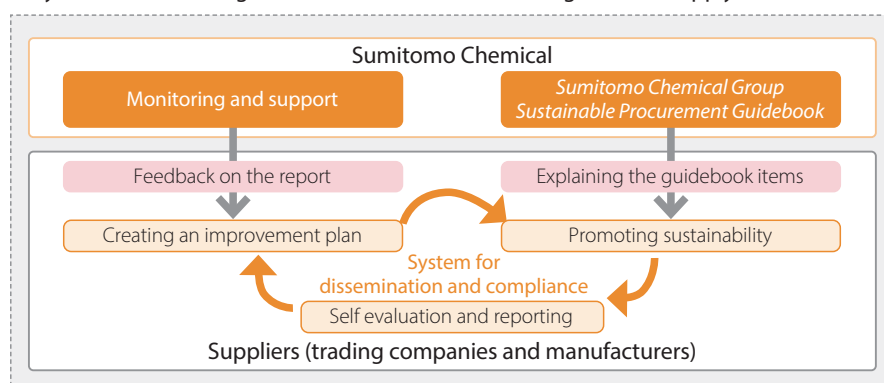 Sumitomo Chemical
Monitoring and support
Sumitomo Chemical Group
Sustainable Procurement Guidebook
Feedback on the report
Explaining the guidebook items
Creating an improvement plan
Promoting sustainability
System for
dissemination and compliance
Self evaluation and reporting
Suppliers (trading companies and manufacturers)